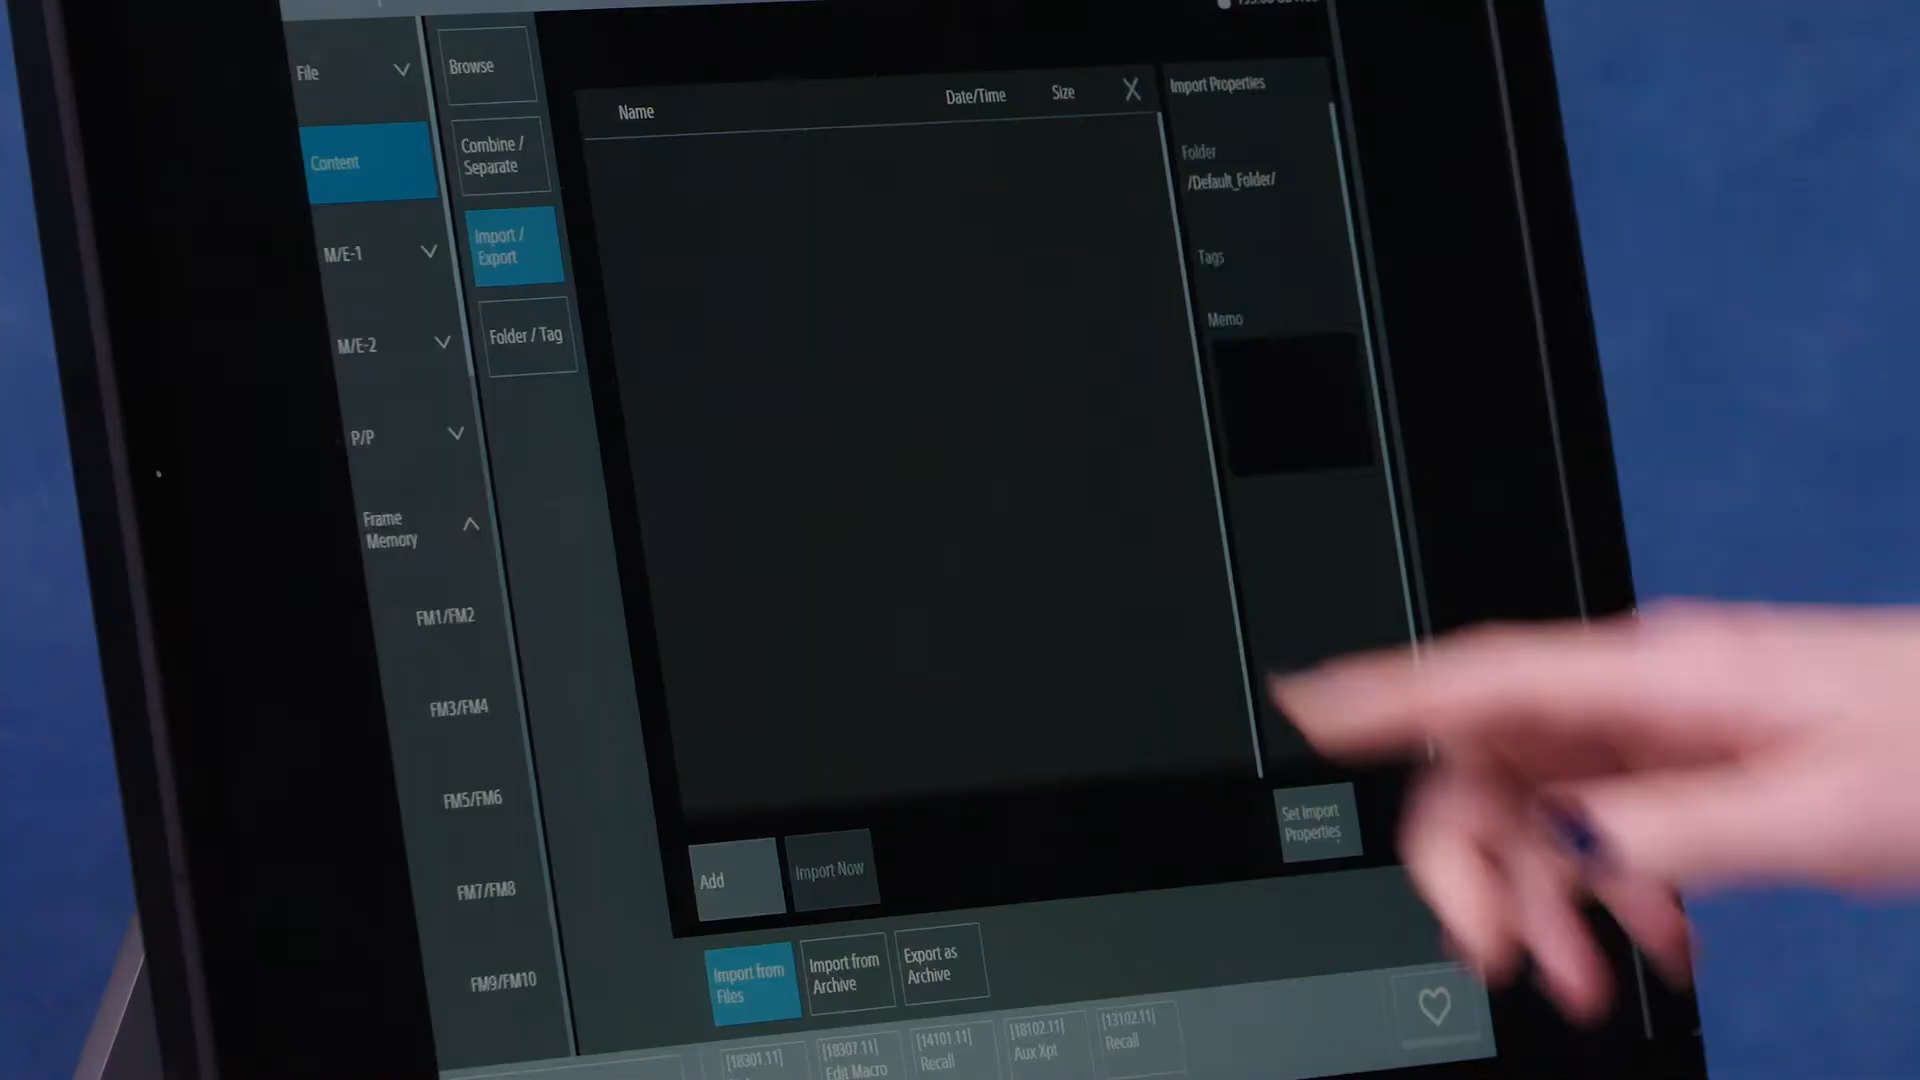 File
Content
M/E-1
M/E-2
P/P
Frame
Memory
FM1/FM2
FM3/FM4
FM5/FM6
FM7/FM8
FM9/FM10
Browse
Combine /
Separate
Import /
Export
Folder / Tag
Name
Date/Time
Size
Import Properties
Folder
/Default_Folder/
Tags
Memo
Set Import
Properties
Add
Import Now
Import from
Files
Import from
Archive
Export as
Archive
[18301.11]
[18307.11]
Edit Macro
[14101.11]
Recall
[18102.11]
Aux Xpt
[13102.11]
Recall